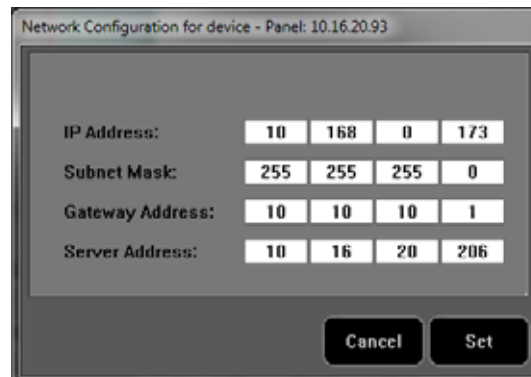 Network Configuration for device - Panel: 10.16.20.93
IP Address: 10 168 0 173
Subnet Mask: 255 255 255 0
Gateway Address: 10 10 10 1
Server Address: 10 16 20 206
Cancel Set